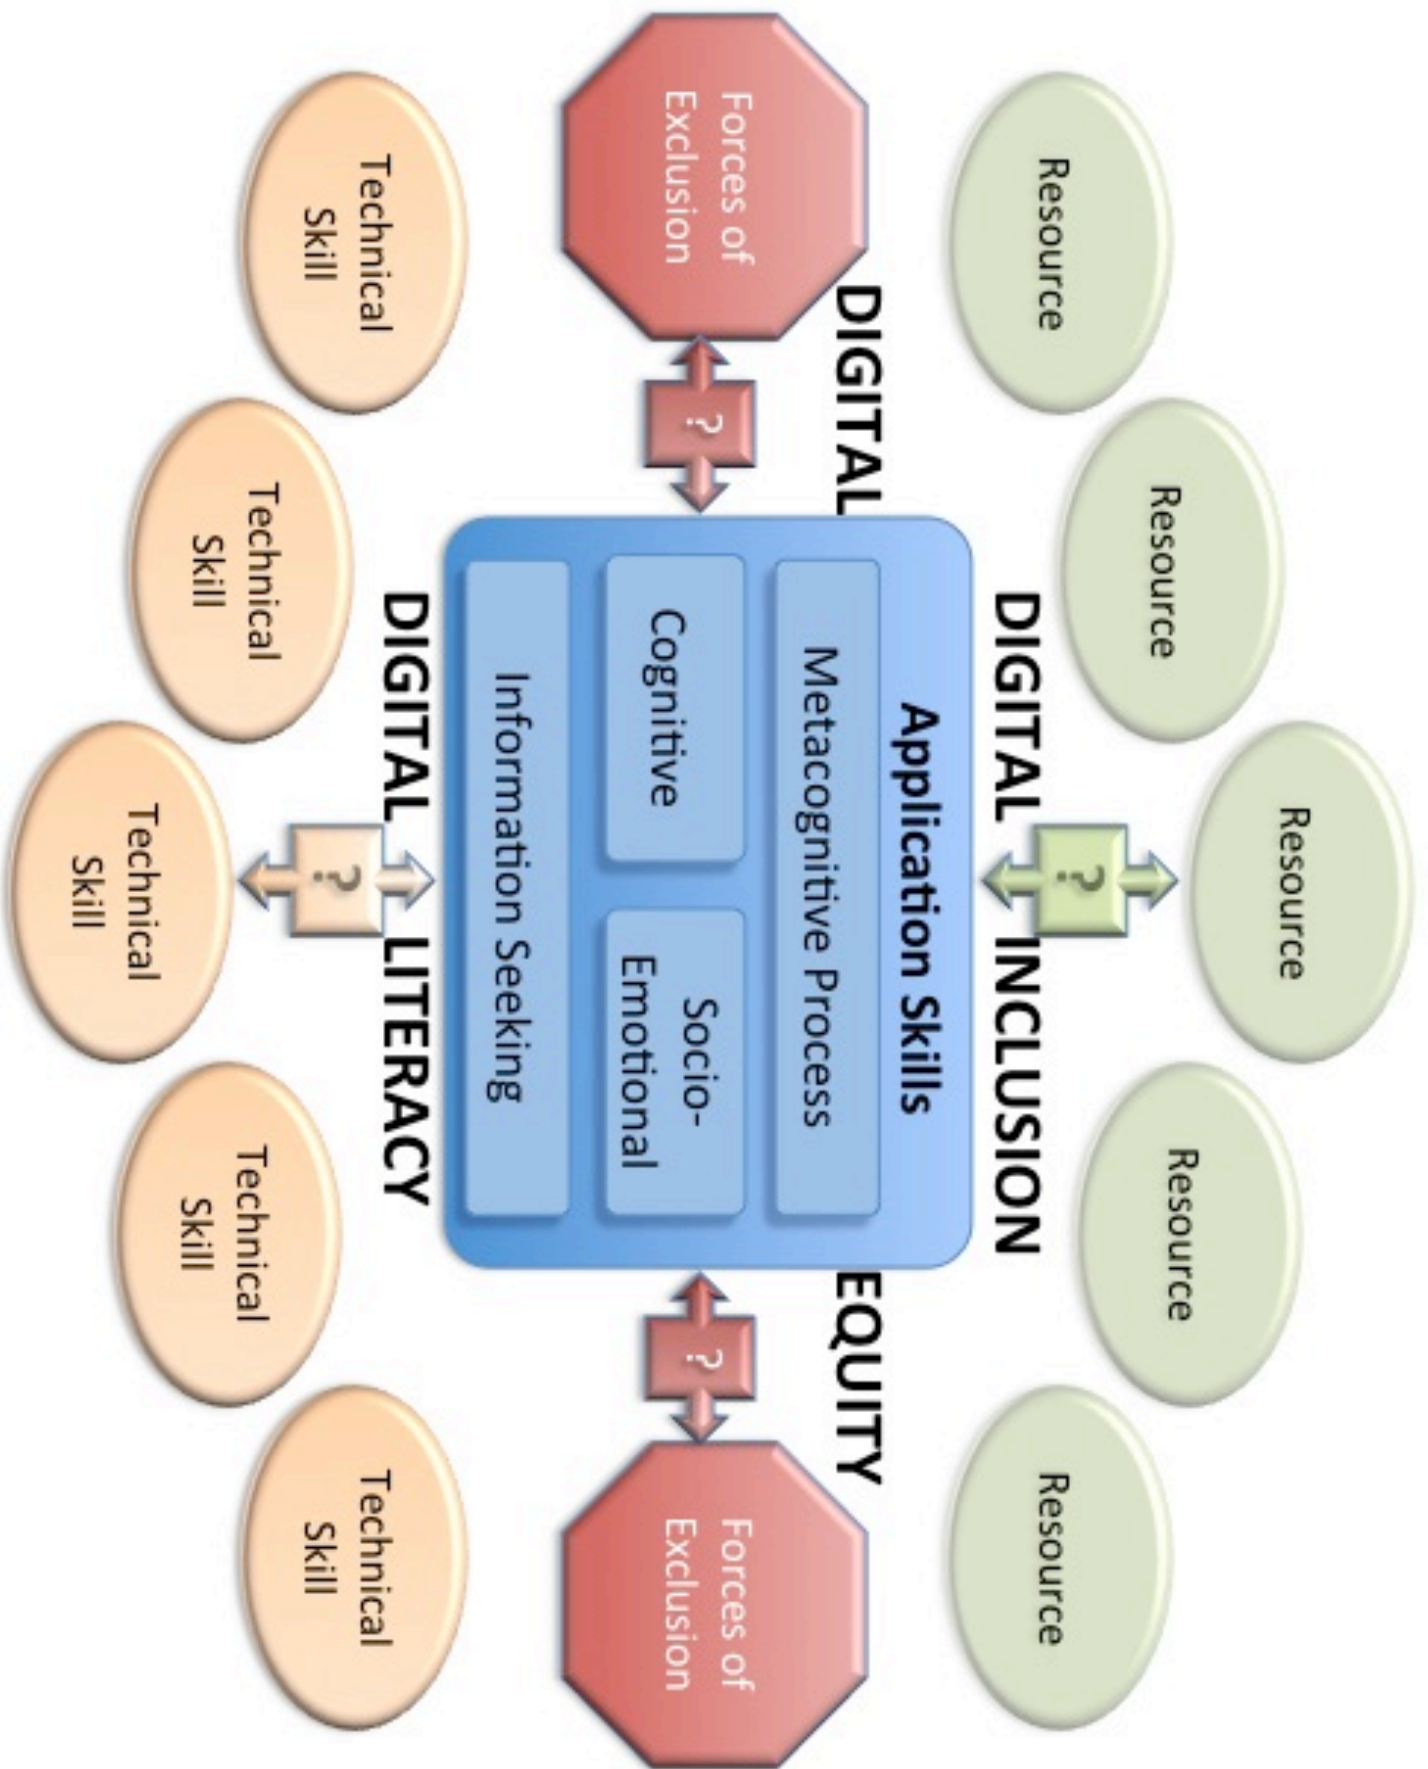 Resource
Resource
Resource
Resource
Resource
?
DIGITAL INCLUSION
Application Skills
DIGITAL
EQUITY
Metacognitive Process
Forces of
Exclusion
?
Cognitive
Socio-
Emotional
?
Forces of
Exclusion
Information Seeking
DIGITAL LITERACY
?
Technical
Skill
Technical
Skill
Technical
Skill
Technical
Skill
Technical
Skill